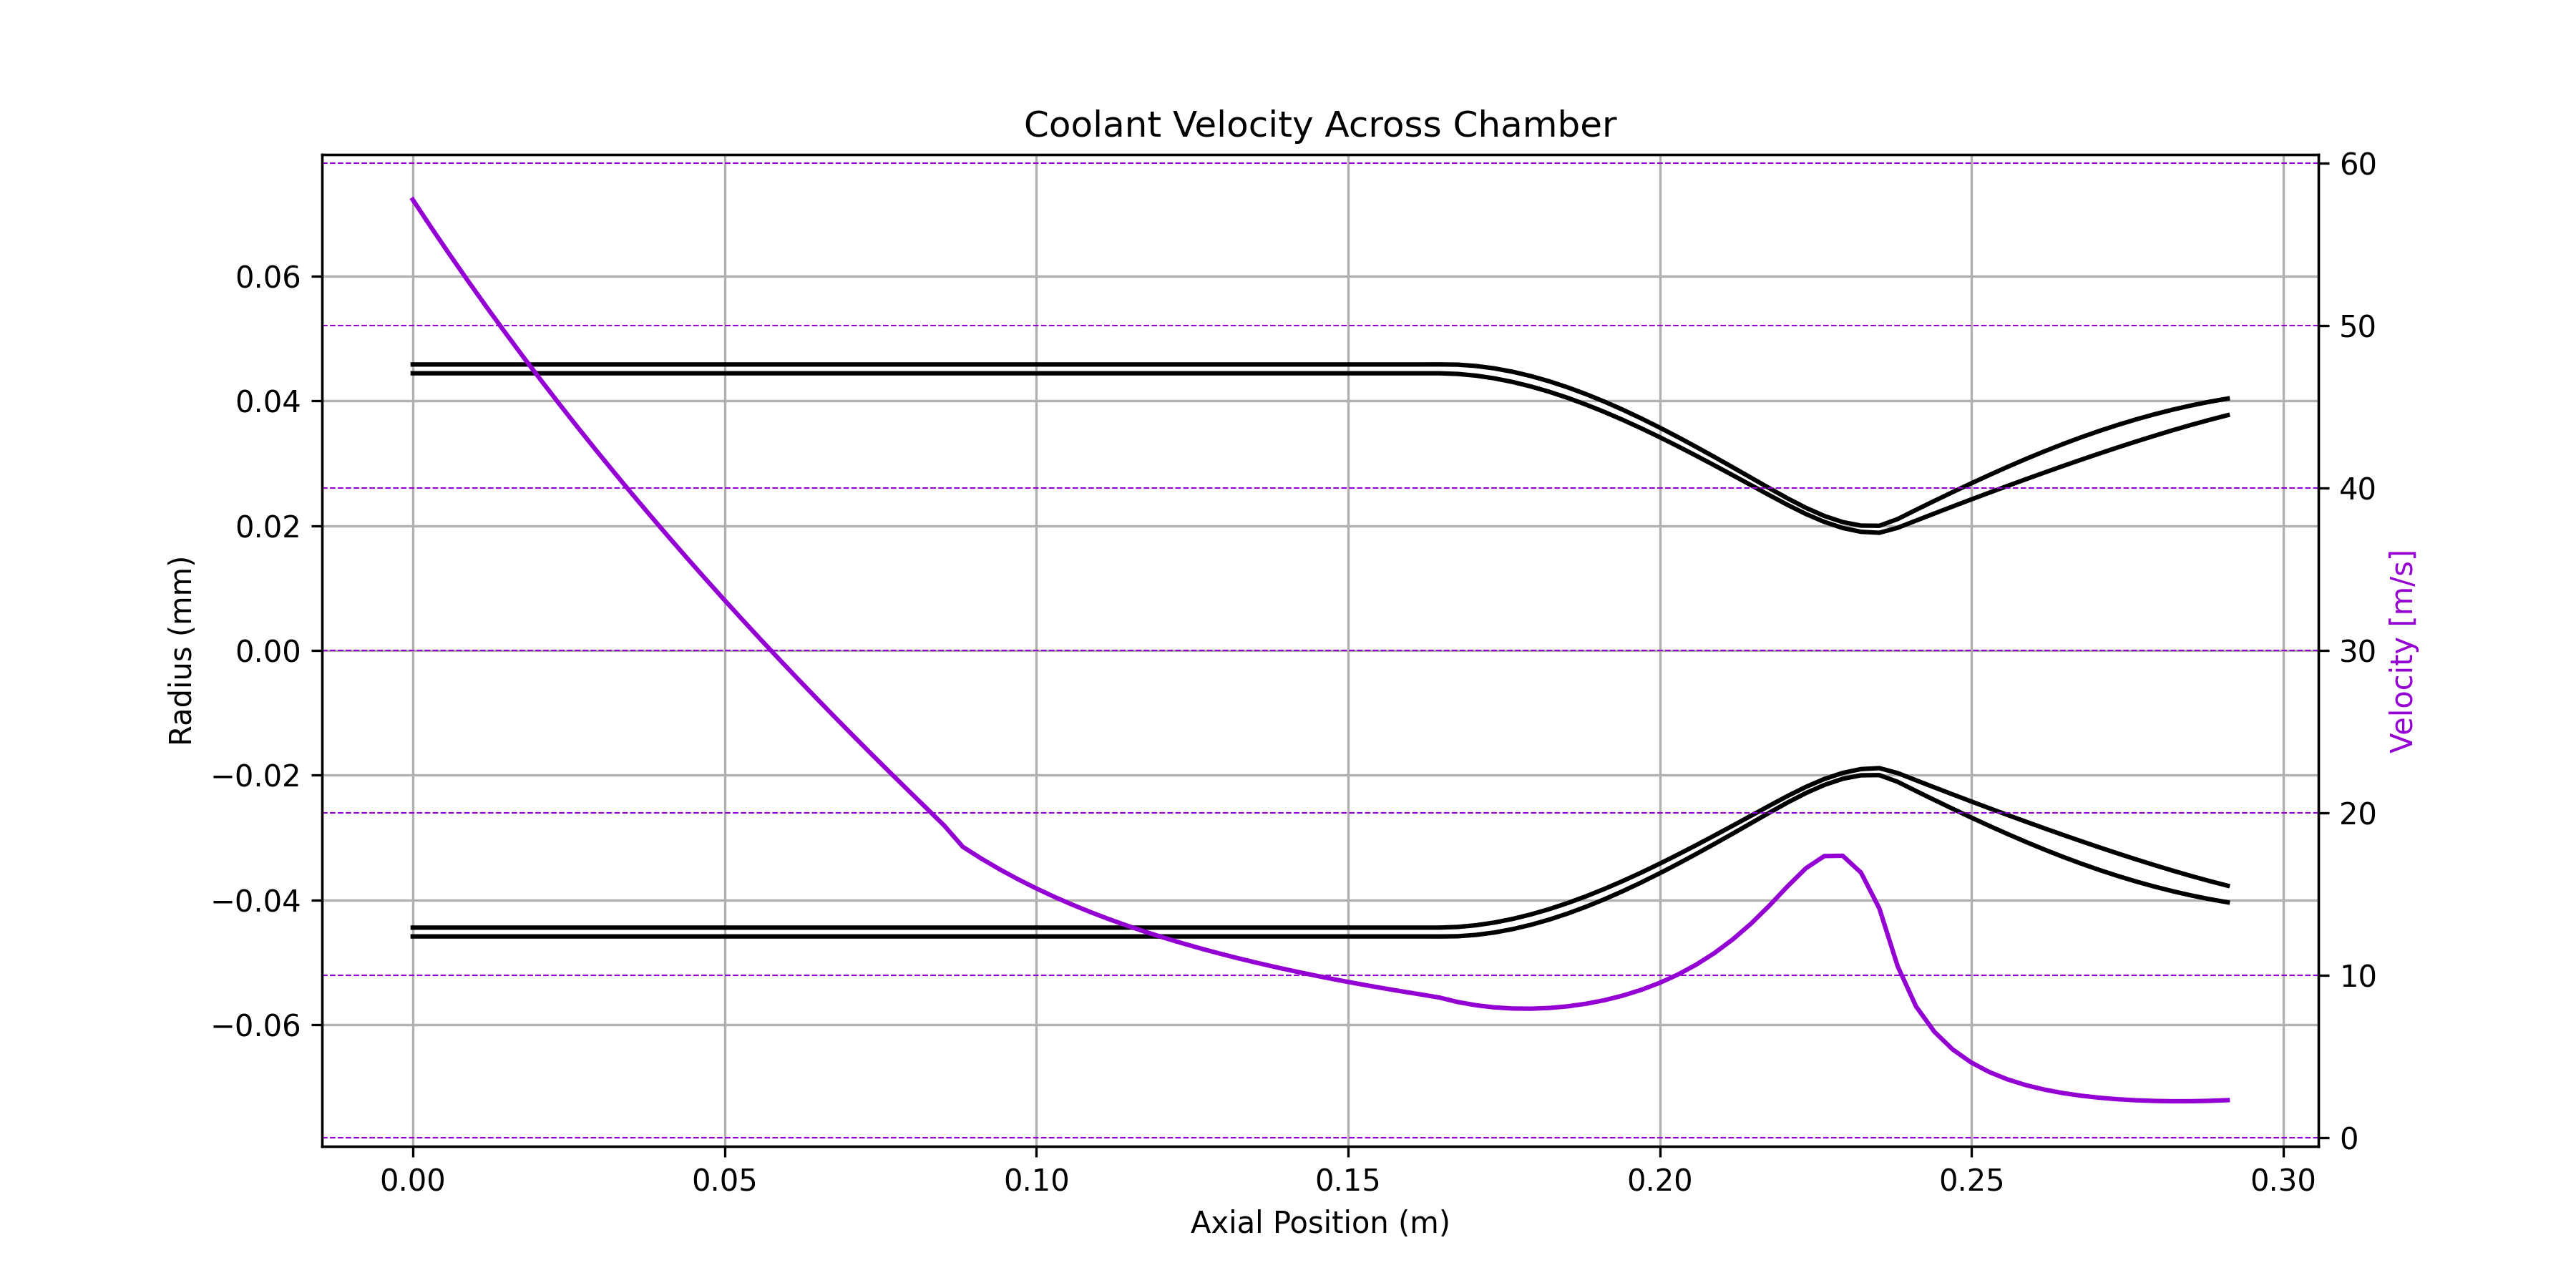 Coolant Velocity Across Chamber
60
0.06
50
0.04
40
0.02
Radius (mm)
0.00
30
Velocity [m/s]
−0.02
20
−0.04
10
−0.06
0
0.00 0.05 0.10 0.15 0.20 0.25 0.30
Axial Position (m)